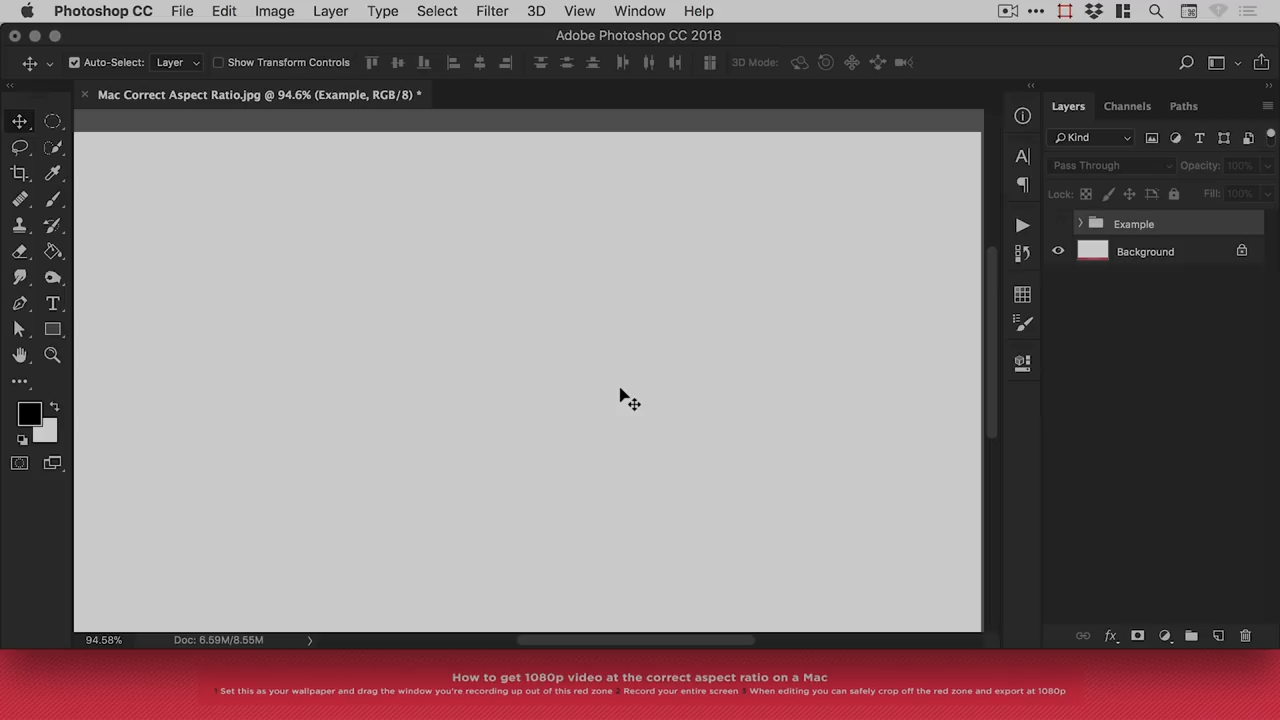 Photoshop CC File Edit Image Layer Type Select Filter 3D View Window Help
Adobe Photoshop CC 2018
Auto-Select: Layer Show Transform Controls 3D Mode:
Mac Correct Aspect Ratio.jpg @ 94.6% (Example, RGB/8) *
Layers Channels Paths
Kind
Pass Through Opacity: 100%
Lock: Fill: 100%
Example
Background
94.58% Doc: 6.59M/8.55M
How to get 1080p video at the correct aspect ratio on a Mac
1 Set this as your wallpaper and drag the window you're recording up out of this red zone 2 Record your entire screen 3 When editing you can safely crop off the red zone and export at 1080p